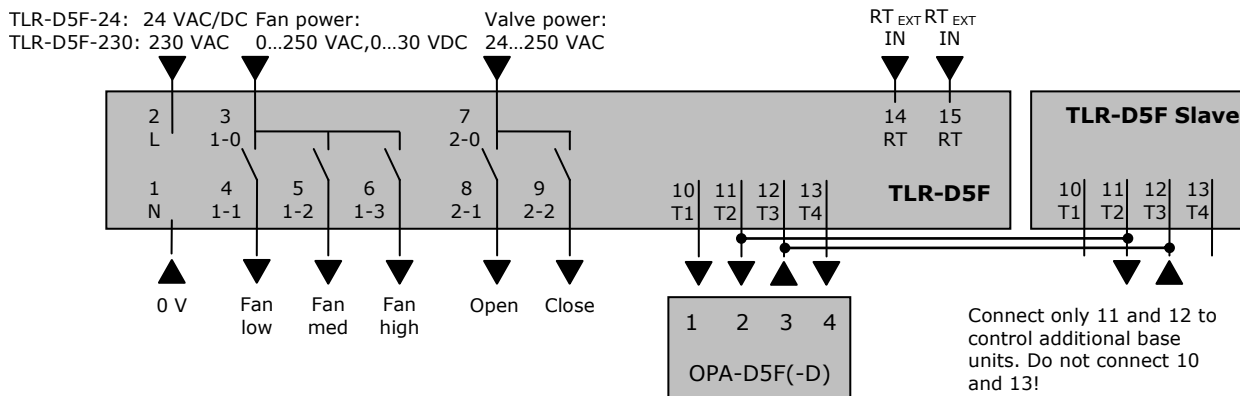 TLR-D5F-24: 24 VAC/DC Fan power: Valve power:
TLR-D5F-230: 230 VAC 0...250 VAC,0...30 VDC 24...250 VAC
RT EXT RT EXT
IN IN
2 3 7 14 15 TLR-D5F Slave
L 1-0 2-0 RT RT
1 4 5 6 8 9 10 11 12 13 10 11 12 13
N 1-1 1-2 1-3 2-1 2-2 T1 T2 T3 T4 T1 T2 T3 T4
TLR-D5F
0 V Fan Fan Fan Open Close
low med high
1 2 3 4
OPA-D5F(-D)
Connect only 11 and 12 to
control additional base
units. Do not connect 10
and 13!